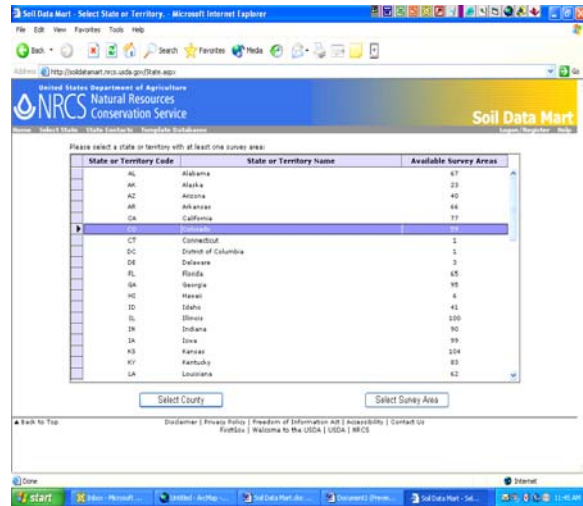 Soil Data Mart - Select State or Territory. - Microsoft Internet Explorer
File Edit View Favorites Tools Help
Back Search Favorites Media
Address http://soildatamart.nrcs.usda.gov/State.aspx Go
United States Department of Agriculture
NRCS Natural Resources
Conservation Service
Soil Data Mart
Home Select State State Contacts Template Databases Logon/Register Help
Please select a state or territory with at least one survey area:
State or Territory Code State or Territory Name Available Survey Areas
AL Alabama 67
AK Alaska 23
AZ Arizona 40
AR Arkansas 66
CA California 77
CO Colorado
CT Connecticut 1
DC District of Columbia 1
DE Delaware 3
FL Florida 65
GA Georgia 95
HI Hawaii 6
ID Idaho 41
IL Illinois 100
IN Indiana 90
IA Iowa 99
KS Kansas 104
KY Kentucky 83
LA Louisiana 62
Select County Select Survey Area
Back to Top Disclaimer | Privacy Policy | Freedom of Information Act | Accessibility | Contact Us
FirstGov | Welcome to the USDA | USDA | NRCS
Done Internet
start Inbox - Microsoft ... Untitled - ArcMap -... Soil Data Mart.doc ... Document1 (Previe... Soil Data Mart - Sel... 11:45 AM